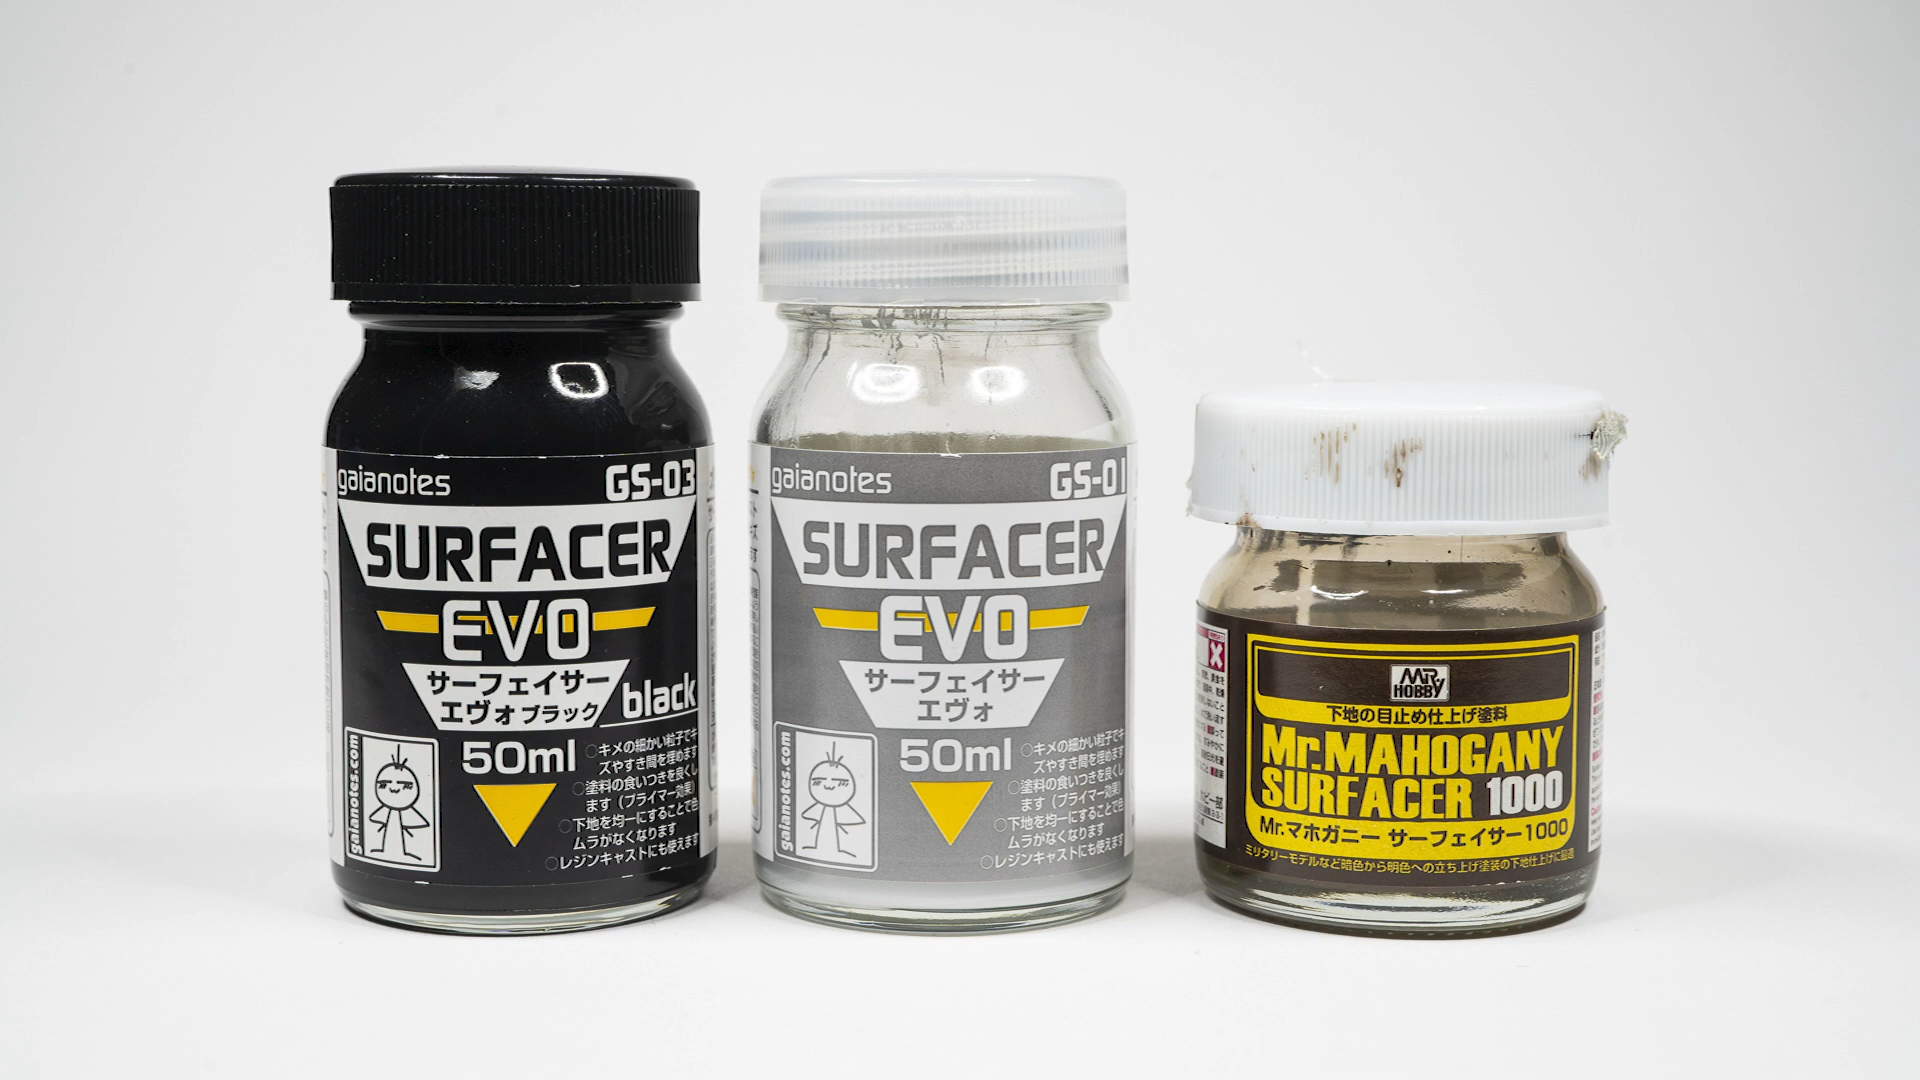 gaianotes GS-03
SURFACER
EVO
サーフェイサー
エヴォ ブラック
black
50ml
gaianotes.com
○キメの細かい粒子でキ
ズやすき間を埋めます
○塗料の食いつきを良くし
ます（プライマー効果）
○下地を均一にすることで色
ムラがなくなります
○レジンキャストにも使えます
gaianotes GS-01
SURFACER
EVO
サーフェイサー
エヴォ
50ml
gaianotes.com
○キメの細かい粒子でキ
ズやすき間を埋めます
○塗料の食いつきを良くし
ます（プライマー効果）
○下地を均一にすることで色
ムラがなくなります
○レジンキャストにも使えます
MR.
HOBBY
下地の目止め仕上げ塗料
Mr.MAHOGANY
SURFACER 1000
Mr.マホガニー サーフェイサー1000
ミリタリーモデルなど暗色から明色への立ち上げ塗装の下地仕上げに最適